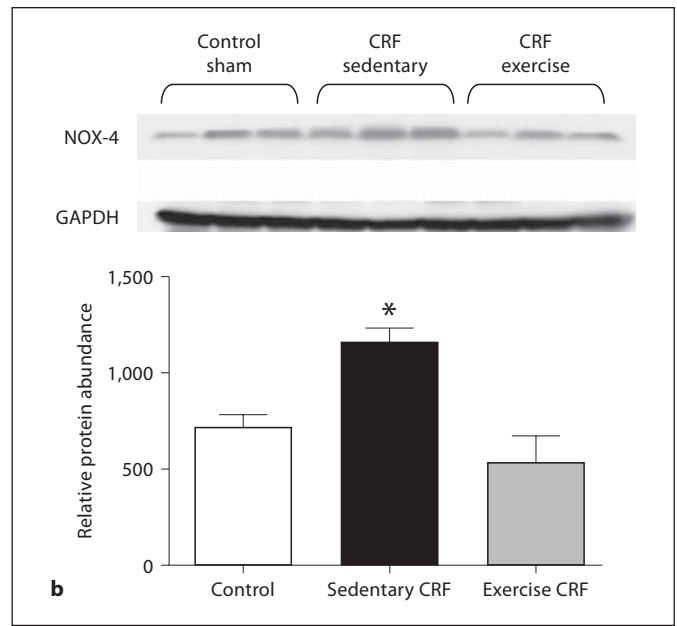 Control sham
CRF sedentary
CRF exercise
NOX-4
GAPDH
1,500
1,000
500
0
Relative protein abundance
*
Control
Sedentary CRF
Exercise CRF
b